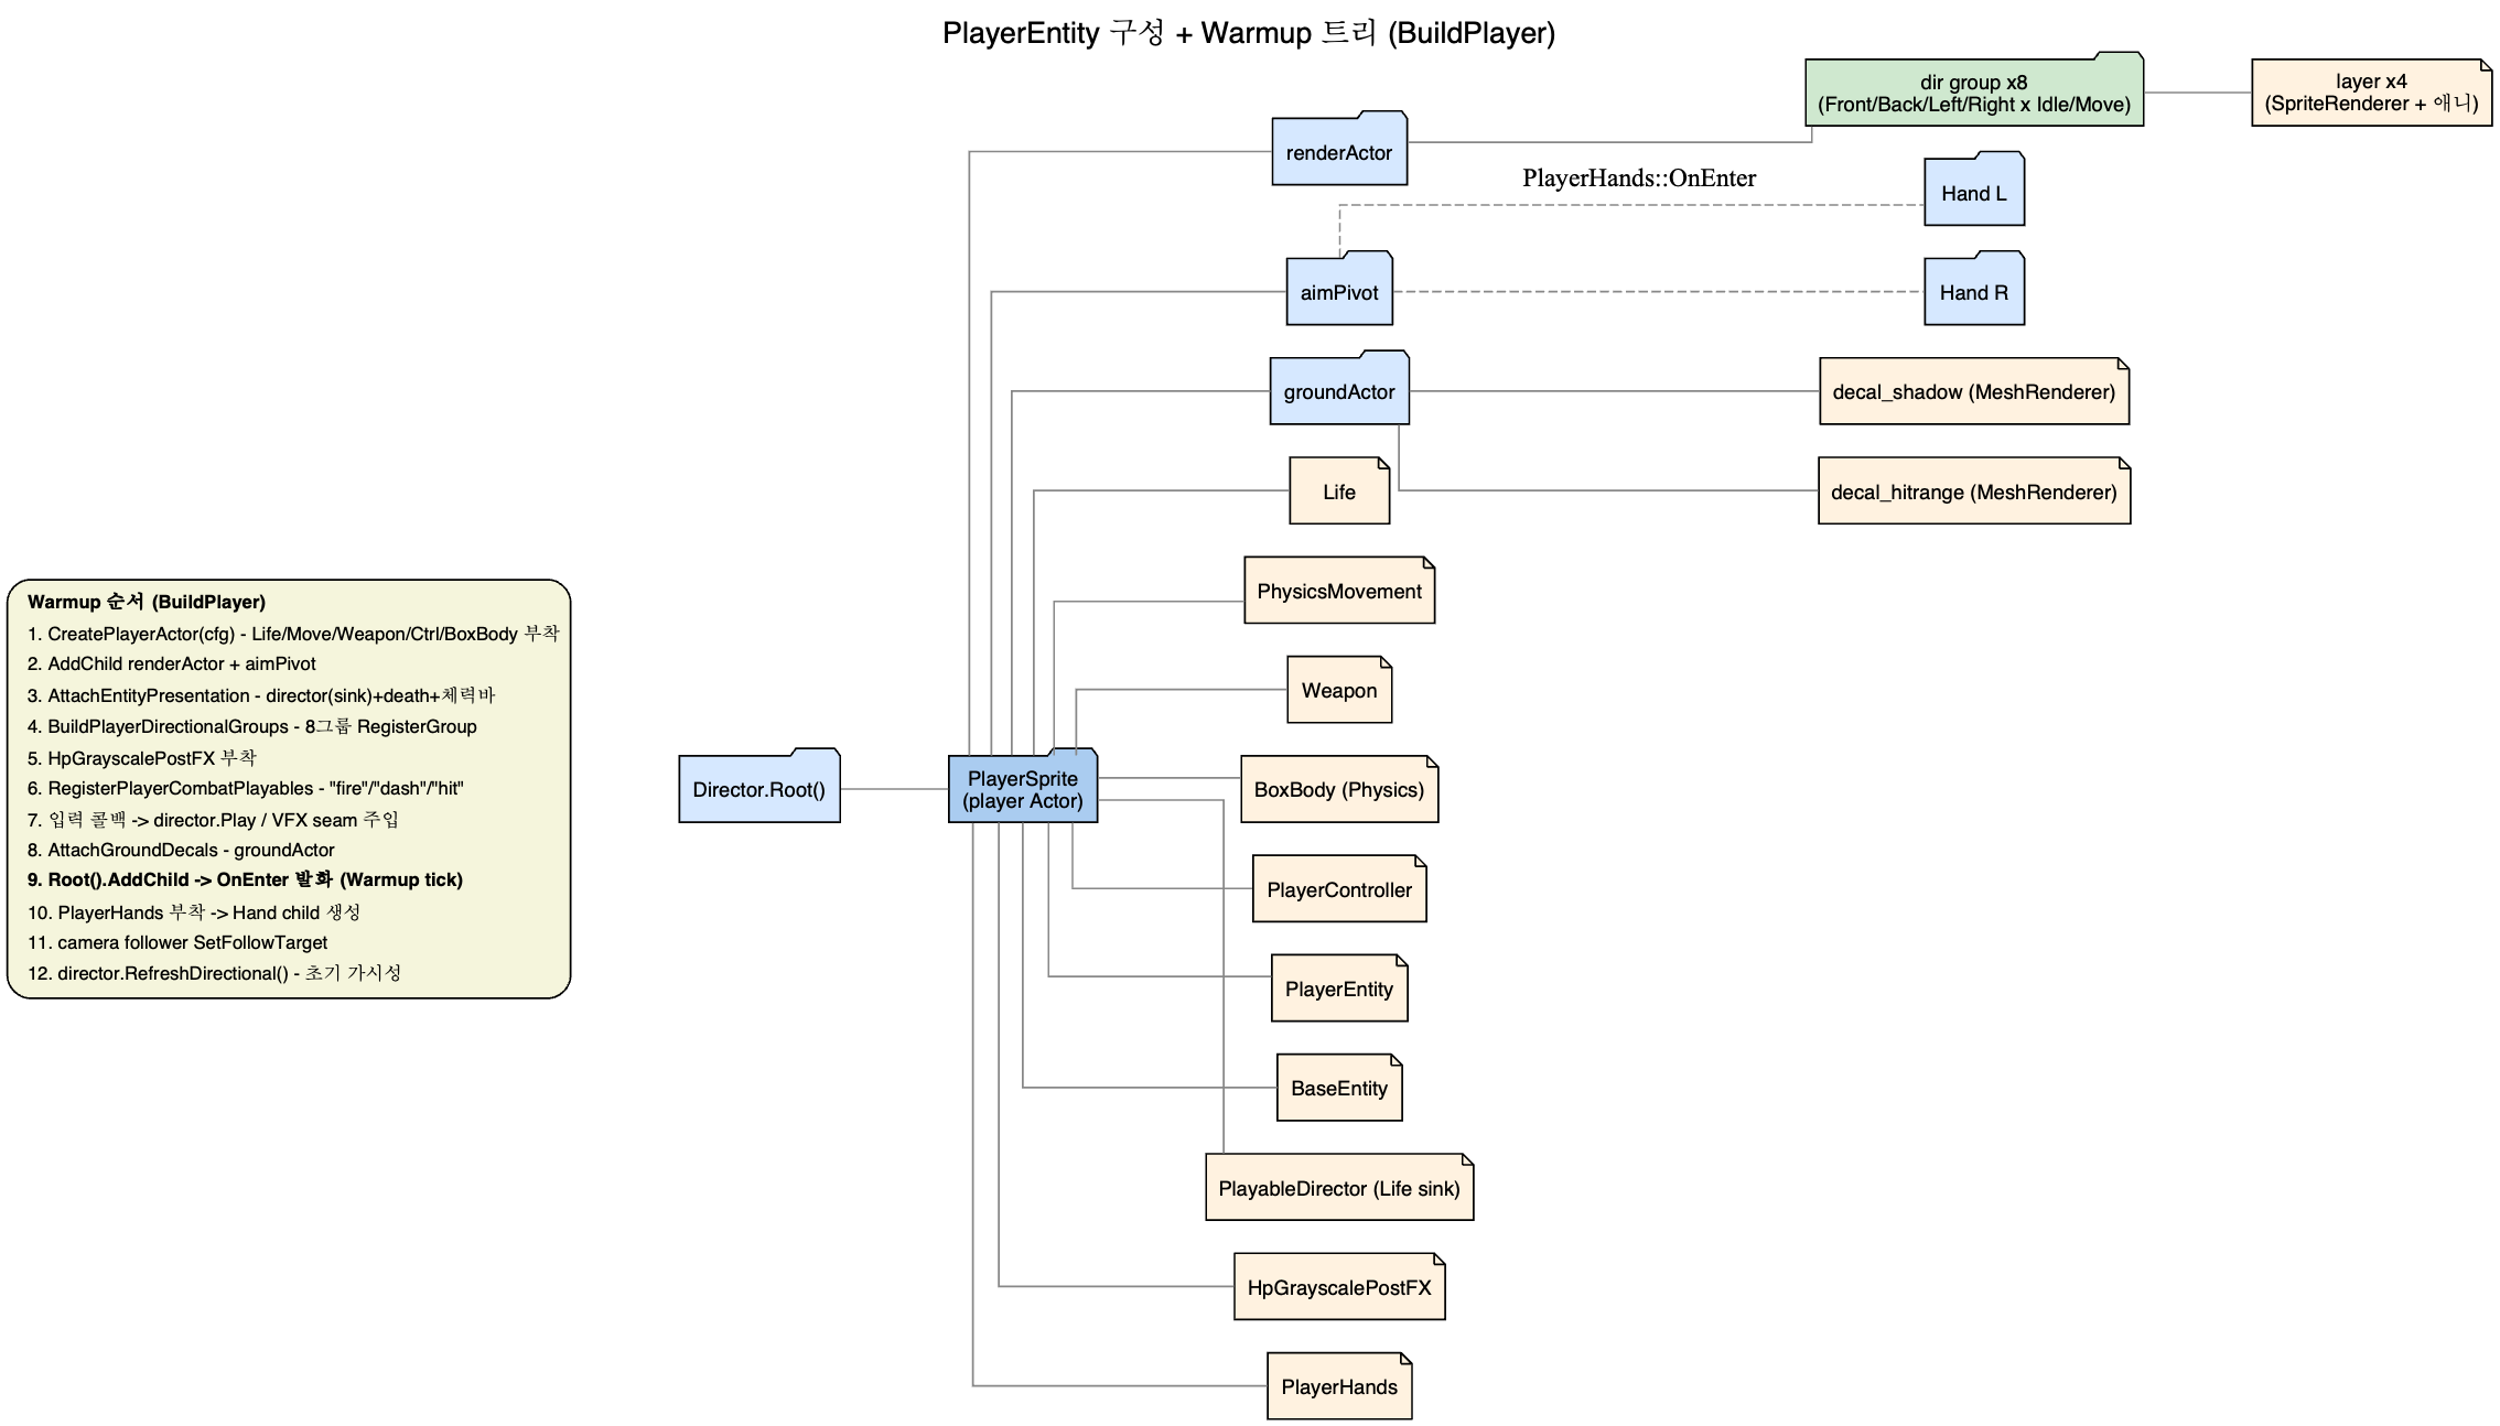 PlayerEntity 구성 + Warmup 트리 (BuildPlayer)
dir group x8
(Front/Back/Left/Right x Idle/Move)
layer x4
(SpriteRenderer + 애니)
renderActor
PlayerHands::OnEnter
Hand L
aimPivot
Hand R
groundActor
decal_shadow (MeshRenderer)
Life
decal_hitrange (MeshRenderer)
PhysicsMovement
Weapon
Warmup 순서 (BuildPlayer)
1. CreatePlayerActor(cfg) - Life/Move/Weapon/Ctrl/BoxBody 부착
2. AddChild renderActor + aimPivot
3. AttachEntityPresentation - director(sink)+death+체력바
4. BuildPlayerDirectionalGroups - 8그룹 RegisterGroup
5. HpGrayscalePostFX 부착
6. RegisterPlayerCombatPlayables - "fire"/"dash"/"hit"
7. 입력 콜백 -> director.Play / VFX seam 주입
8. AttachGroundDecals - groundActor
9. Root().AddChild -> OnEnter 발화 (Warmup tick)
10. PlayerHands 부착 -> Hand child 생성
11. camera follower SetFollowTarget
12. director.RefreshDirectional() - 초기 가시성
Director.Root()
PlayerSprite
(player Actor)
BoxBody (Physics)
PlayerController
PlayerEntity
BaseEntity
PlayableDirector (Life sink)
HpGrayscalePostFX
PlayerHands